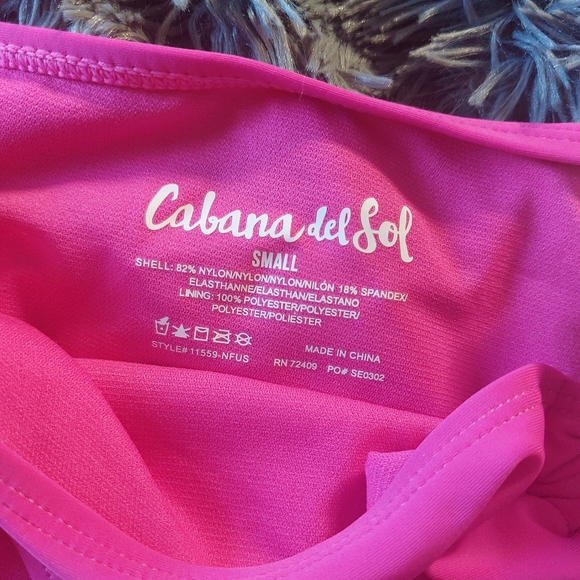 Cabana del Sol
SMALL
SHELL: 82% NYLON/NYLON/NYLON/NILÓN 18% SPANDEX/
ELASTHANNE/ELASTHAN/ELASTANO
LINING: 100% POLYESTER/POLYESTER/
POLYESTER/POLIESTER
STYLE# 11559-NFUS
MADE IN CHINA
RN 72409 PO# SE0302